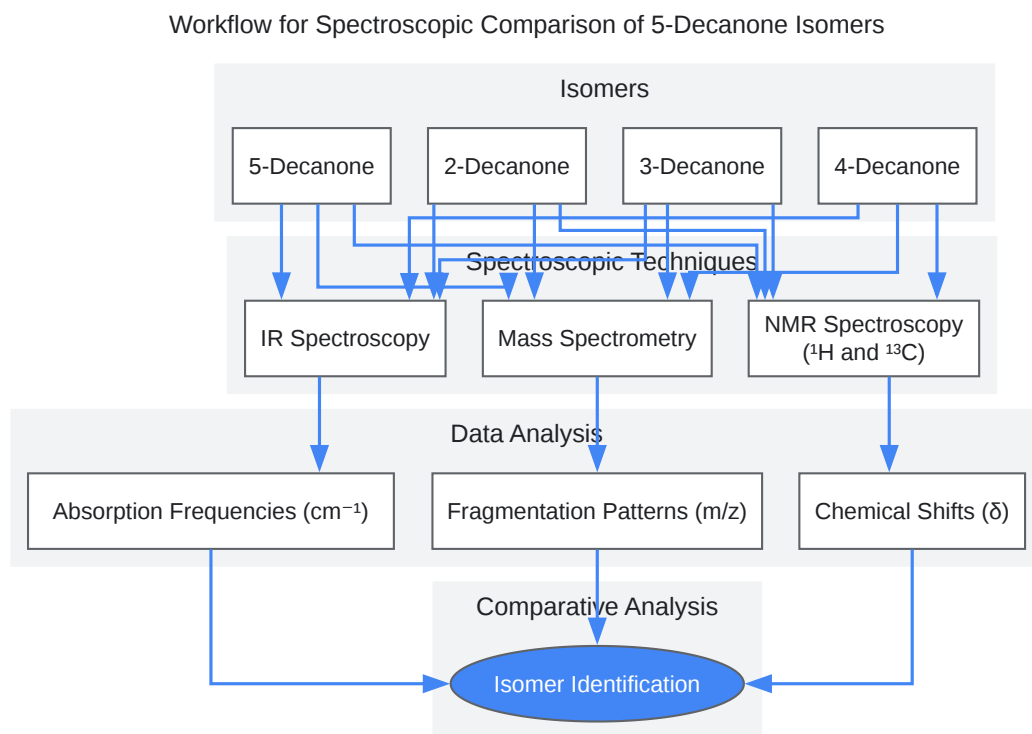 Workflow for Spectroscopic Comparison of 5-Decanone Isomers
Isomers
5-Decanone
2-Decanone
3-Decanone
4-Decanone
Spectroscopic Techniques
IR Spectroscopy
Mass Spectrometry
NMR Spectroscopy
(¹H and ¹³C)
Data Analysis
Absorption Frequencies (cm⁻¹)
Fragmentation Patterns (m/z)
Chemical Shifts (δ)
Comparative Analysis
Isomer Identification